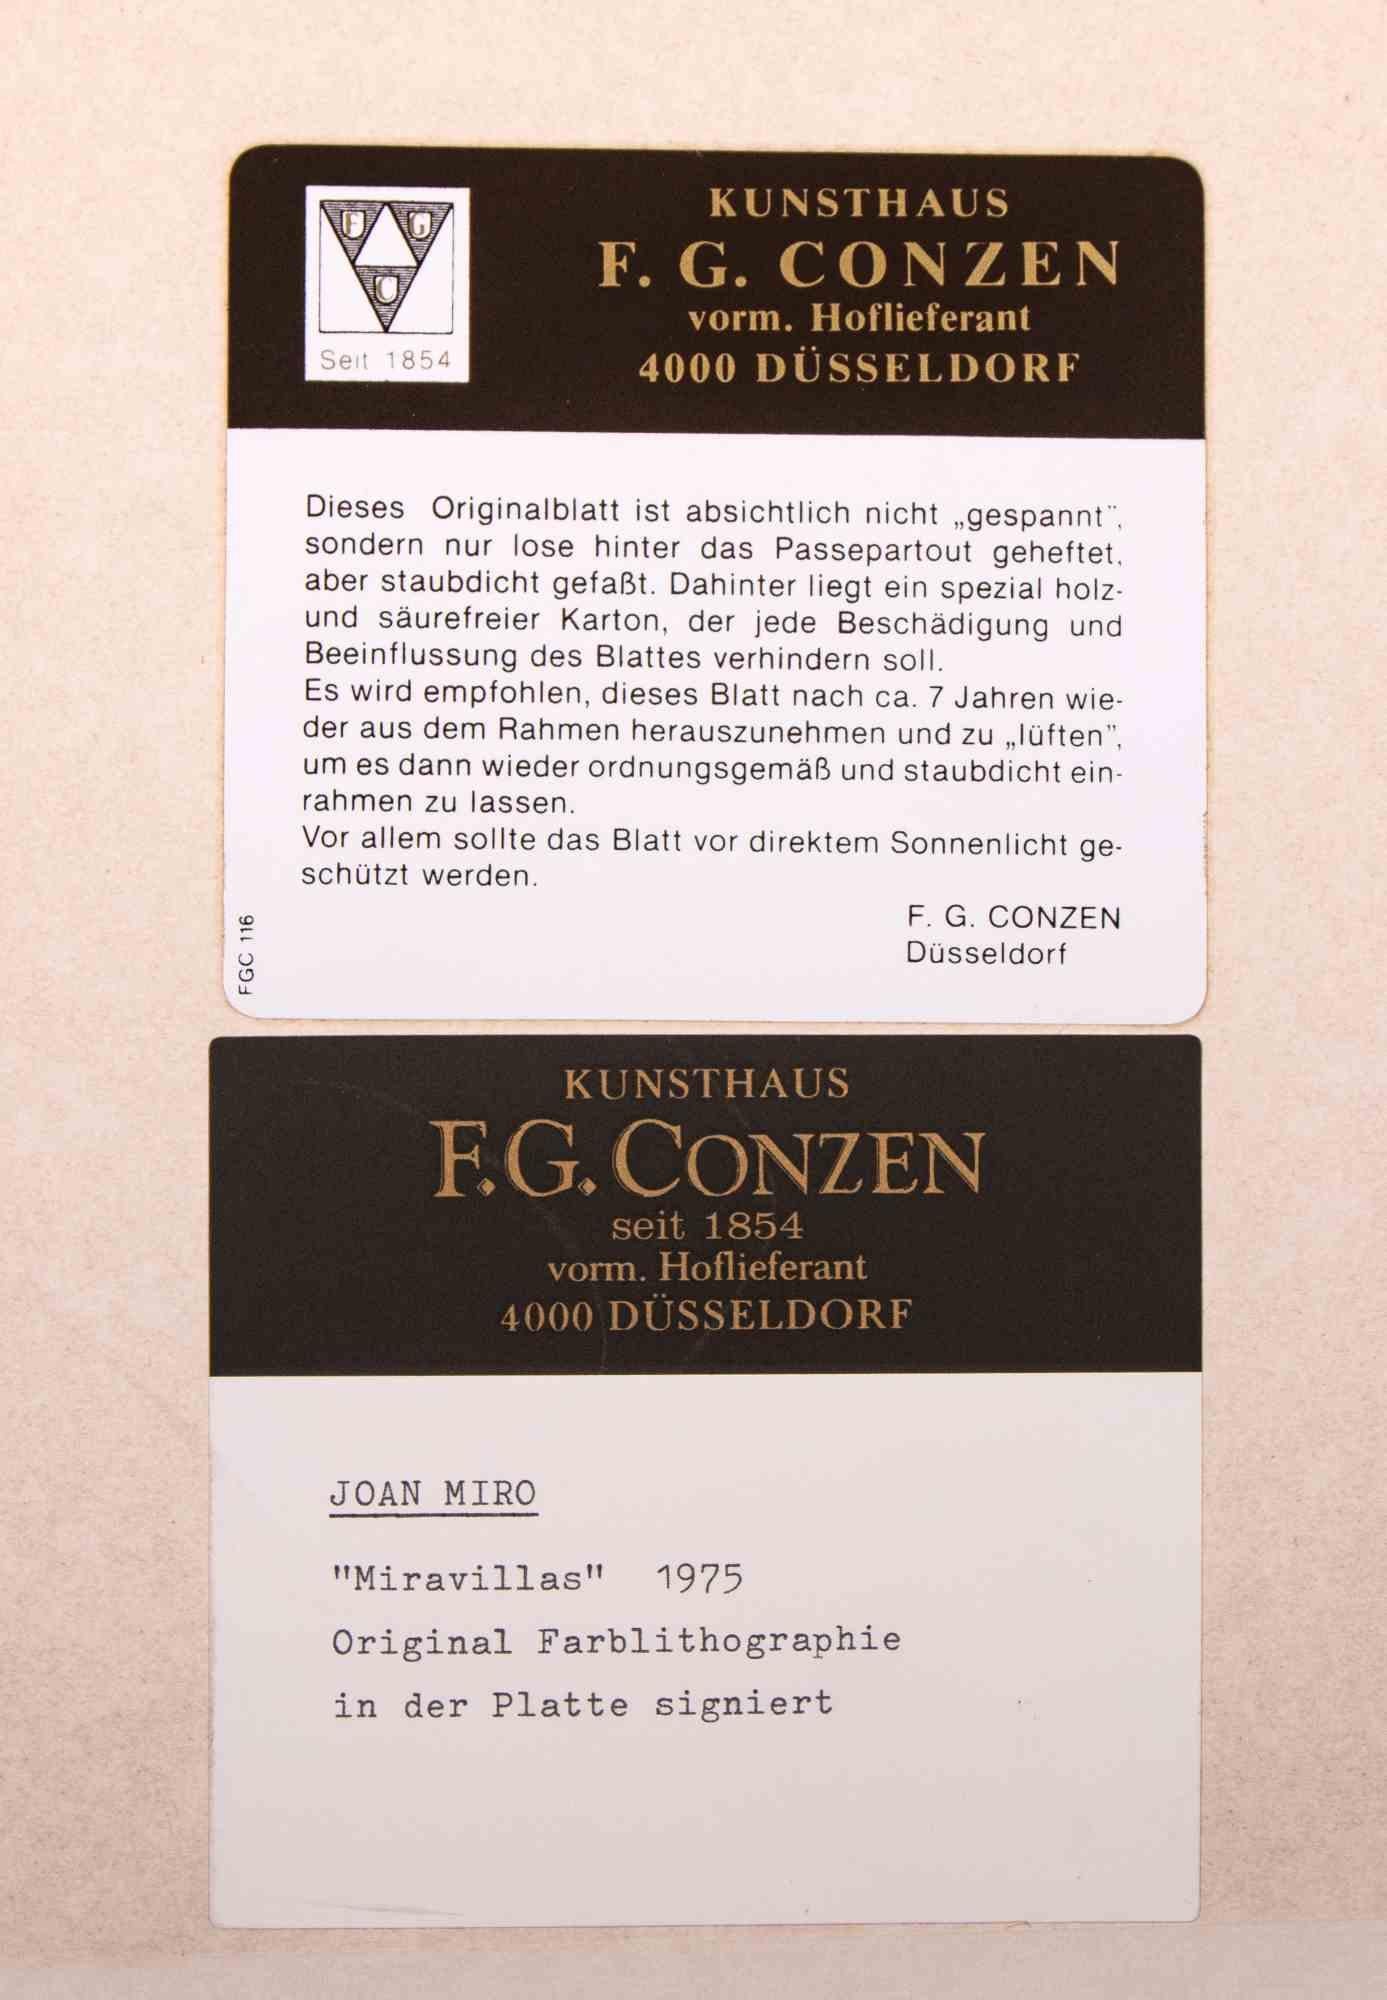 F G
C
Seit 1854
KUNSTHAUS
F. G. CONZEN
vorm. Hoflieferant
4000 DÜSSELDORF
Dieses Originalblatt ist absichtlich nicht „gespannt”,
sondern nur lose hinter das Passepartout geheftet,
aber staubdicht gefaßt. Dahinter liegt ein spezial holz-
und säurefreier Karton, der jede Beschädigung und
Beeinflussung des Blattes verhindern soll.
Es wird empfohlen, dieses Blatt nach ca. 7 Jahren wie-
der aus dem Rahmen herauszunehmen und zu „lüften”,
um es dann wieder ordnungsgemäß und staubdicht ein-
rahmen zu lassen.
Vor allem sollte das Blatt vor direktem Sonnenlicht ge-
schützt werden.
F. G. CONZEN
Düsseldorf
FGC 116
KUNSTHAUS
F.G. CONZEN
seit 1854
vorm. Hoflieferant
4000 DÜSSELDORF
JOAN MIRO
"Miravillas" 1975
Original Farblithographie
in der Platte signiert